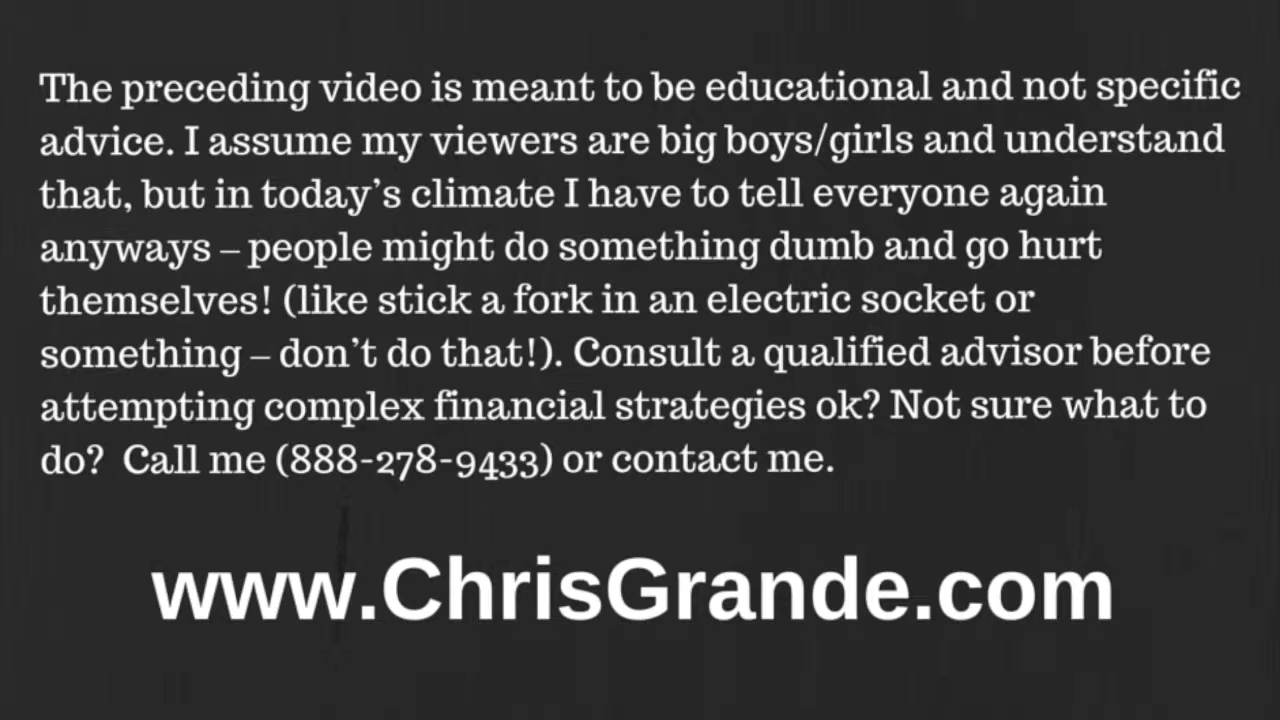 The preceding video is meant to be educational and not specific
advice. I assume my viewers are big boys/girls and understand
that, but in today’s climate I have to tell everyone again
anyways – people might do something dumb and go hurt
themselves! (like stick a fork in an electric socket or
something – don’t do that!). Consult a qualified advisor before
attempting complex financial strategies ok? Not sure what to
do?  Call me (888-278-9433) or contact me.
www.ChrisGrande.com